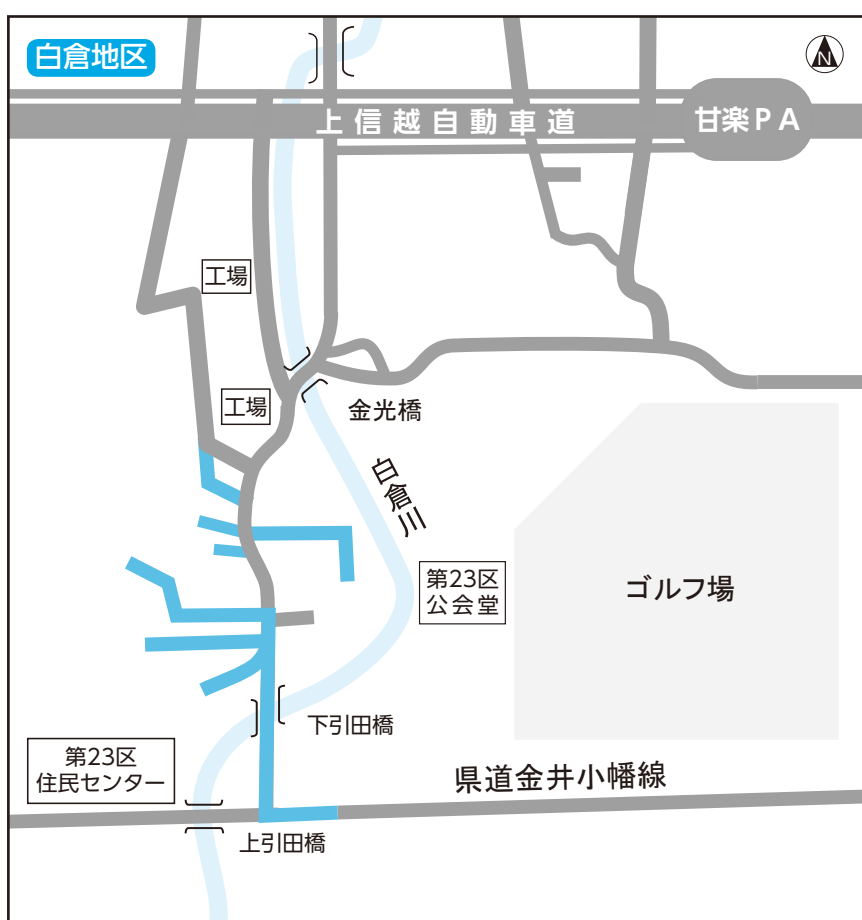 白倉地区
N
上信越自動車道
甘楽PA
工場
工場
金光橋
白倉川
第23区
公会堂
ゴルフ場
下引田橋
第23区
住民センター
県道金井小幡線
上引田橋